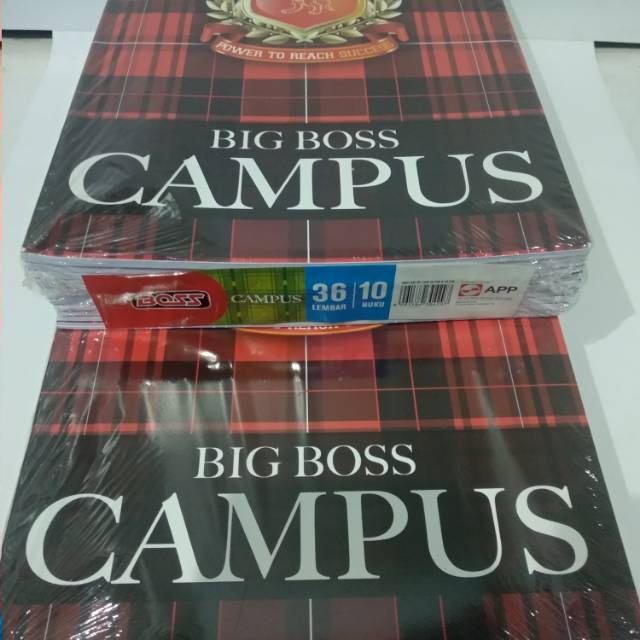 POWER TO REACH SUCCESS
BIG BOSS
CAMPUS
BOSS
CAMPUS
36
LEMBAR
10
BUKU
APP
BIG BOSS
CAMPUS